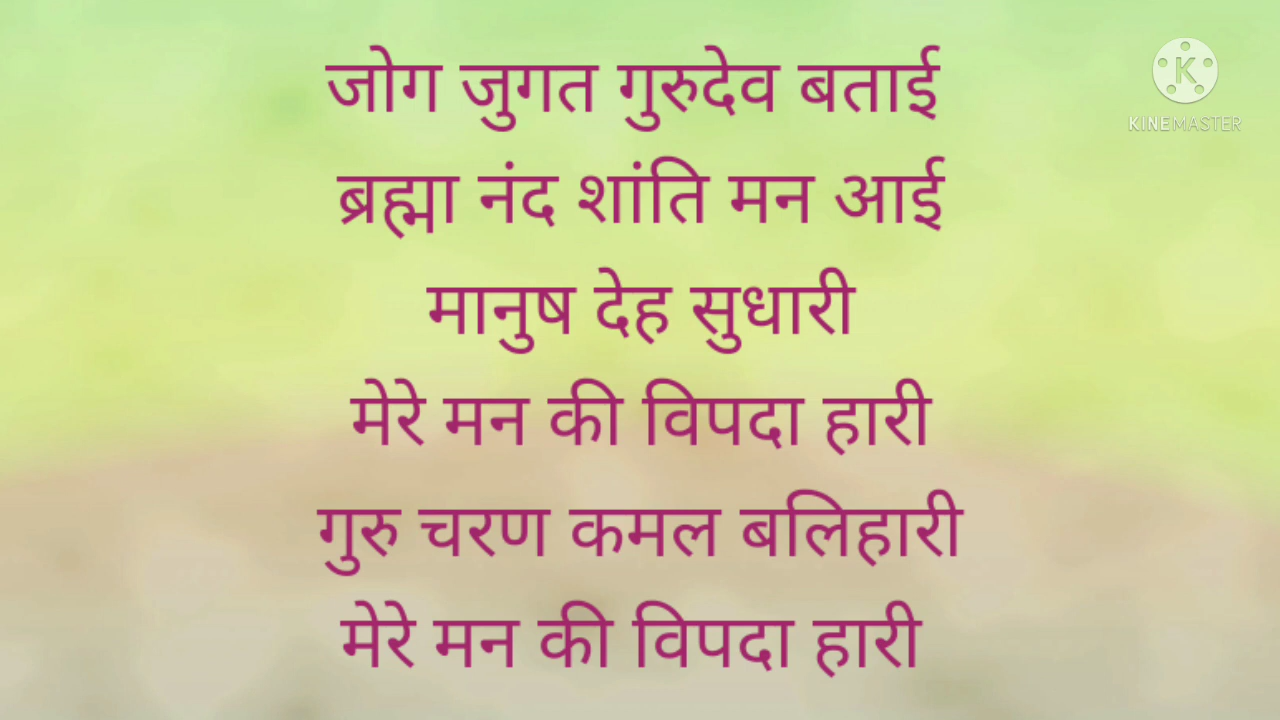 जोग जुगत गुरुदेव बताई
ब्रह्मा नंद शांति मन आई
मानुष देह सुधारी
मेरे मन की विपदा हारी
गुरु चरण कमल बलिहारी
मेरे मन की विपदा हारी
K
KINEMASTER